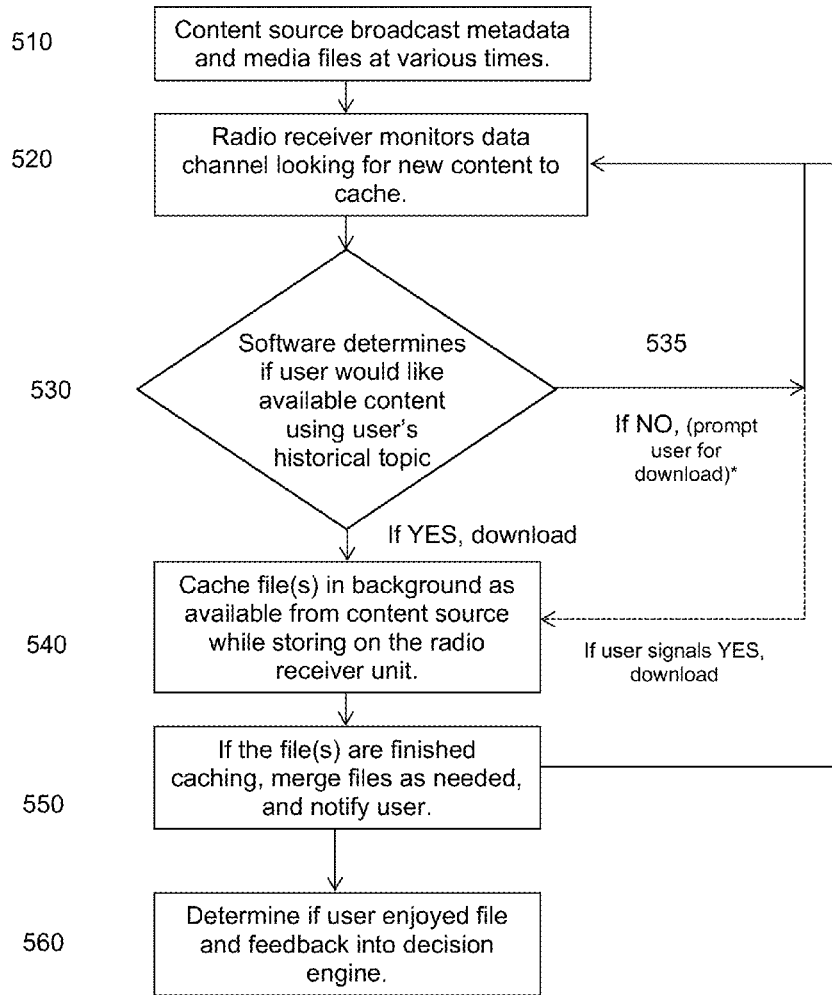 510
Content source broadcast metadata
and media files at various times.
520
Radio receiver monitors data
channel looking for new content to
cache.
530
Software determines
if user would like
available content
using user's
historical topic
535
If NO, (prompt
user for
download)*
If YES, download
540
Cache file(s) in background as
available from content source
while storing on the radio
receiver unit.
If user signals YES,
download
550
If the file(s) are finished
caching, merge files as needed,
and notify user.
560
Determine if user enjoyed file
and feedback into decision
engine.